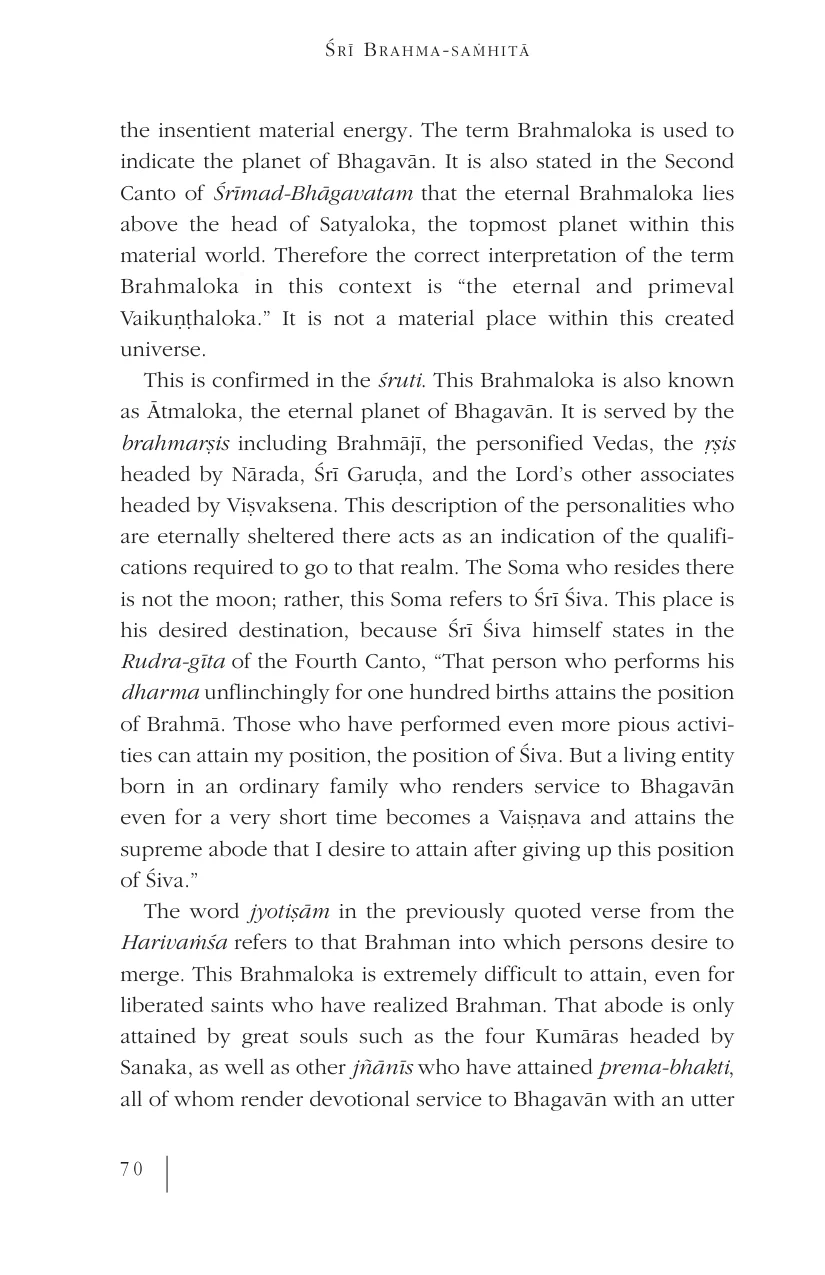 Śrī Brahma-saṁhitā
the insentient material energy. The term Brahmaloka is used to
indicate the planet of Bhagavān. It is also stated in the Second
Canto of Śrīmad-Bhāgavatam that the eternal Brahmaloka lies
above the head of Satyaloka, the topmost planet within this
material world. Therefore the correct interpretation of the term
Brahmaloka in this context is “the eternal and primeval
Vaikuṇṭhaloka.” It is not a material place within this created
universe.
This is confirmed in the śruti. This Brahmaloka is also known
as Ātmaloka, the eternal planet of Bhagavān. It is served by the
brahmarṣis including Brahmājī, the personified Vedas, the ṛṣis
headed by Nārada, Śrī Garuḍa, and the Lord’s other associates
headed by Viṣvaksena. This description of the personalities who
are eternally sheltered there acts as an indication of the qualifi-
cations required to go to that realm. The Soma who resides there
is not the moon; rather, this Soma refers to Śrī Śiva. This place is
his desired destination, because Śrī Śiva himself states in the
Rudra-gīta of the Fourth Canto, “That person who performs his
dharma unflinchingly for one hundred births attains the position
of Brahmā. Those who have performed even more pious activi-
ties can attain my position, the position of Śiva. But a living entity
born in an ordinary family who renders service to Bhagavān
even for a very short time becomes a Vaiṣṇava and attains the
supreme abode that I desire to attain after giving up this position
of Śiva.”
The word jyotiṣām in the previously quoted verse from the
Harivaṁśa refers to that Brahman into which persons desire to
merge. This Brahmaloka is extremely difficult to attain, even for
liberated saints who have realized Brahman. That abode is only
attained by great souls such as the four Kumāras headed by
Sanaka, as well as other jñānīs who have attained prema-bhakti,
all of whom render devotional service to Bhagavān with an utter
70